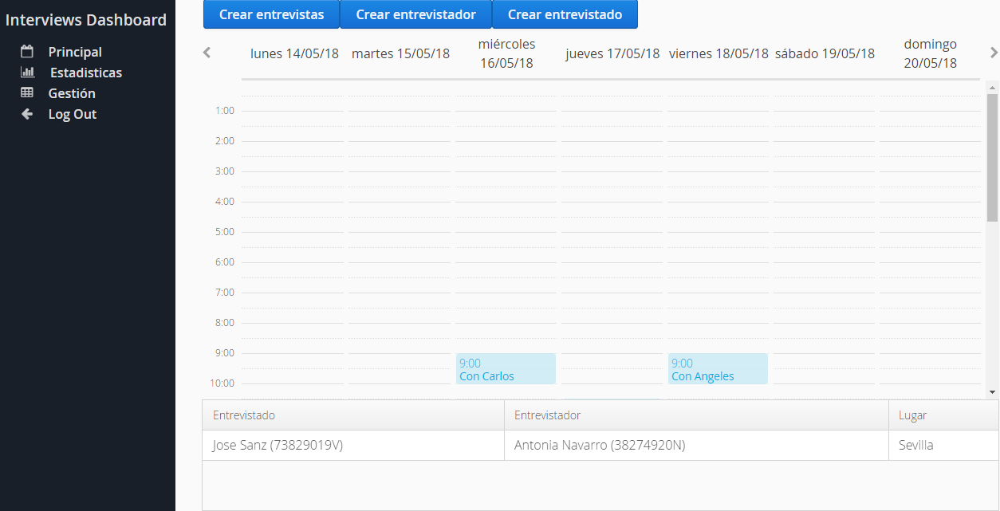 Interviews Dashboard
Principal
Estadisticas
Gestión
Log Out
Crear entrevistas Crear entrevistador Crear entrevistado
lunes 14/05/18 martes 15/05/18 miércoles 16/05/18 jueves 17/05/18 viernes 18/05/18 sábado 19/05/18 domingo 20/05/18
1:00
2:00
3:00
4:00
5:00
6:00
7:00
8:00
9:00
9:00 9:00
Con Carlos Con Angeles
10:00
Entrevistado Entrevistador Lugar
Jose Sanz (73829019V) Antonia Navarro (38274920N) Sevilla